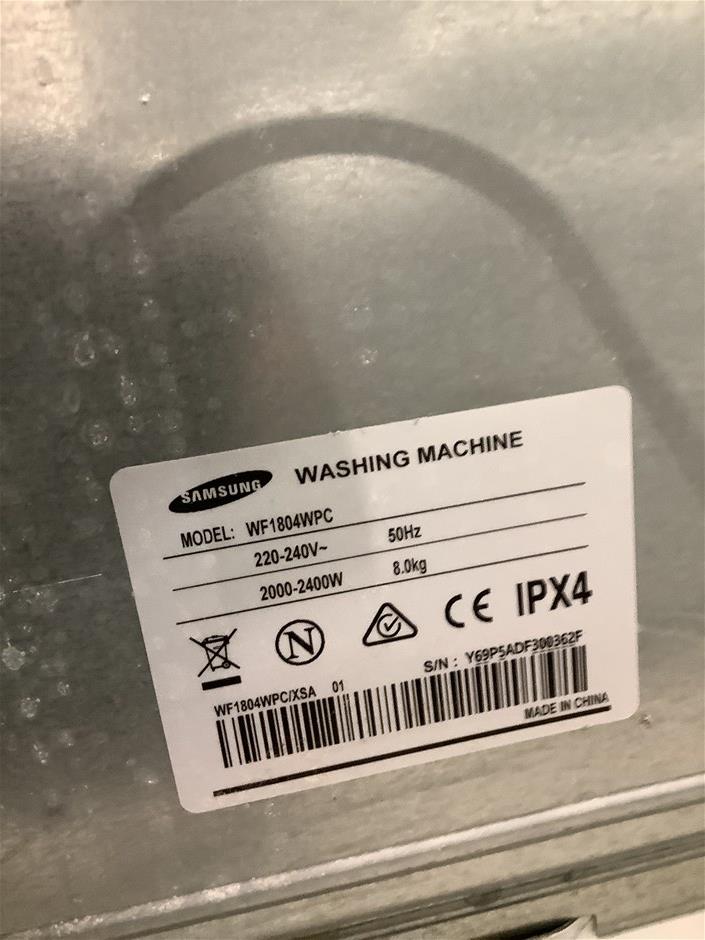 SAMSUNG WASHING MACHINE
MODEL: WF1804WPC
220-240V~ 50Hz
2000-2400W 8.0kg
N CE IPX4
S/N : Y69P5ADF300362F
WF1804WPC/XSA 01
MADE IN CHINA